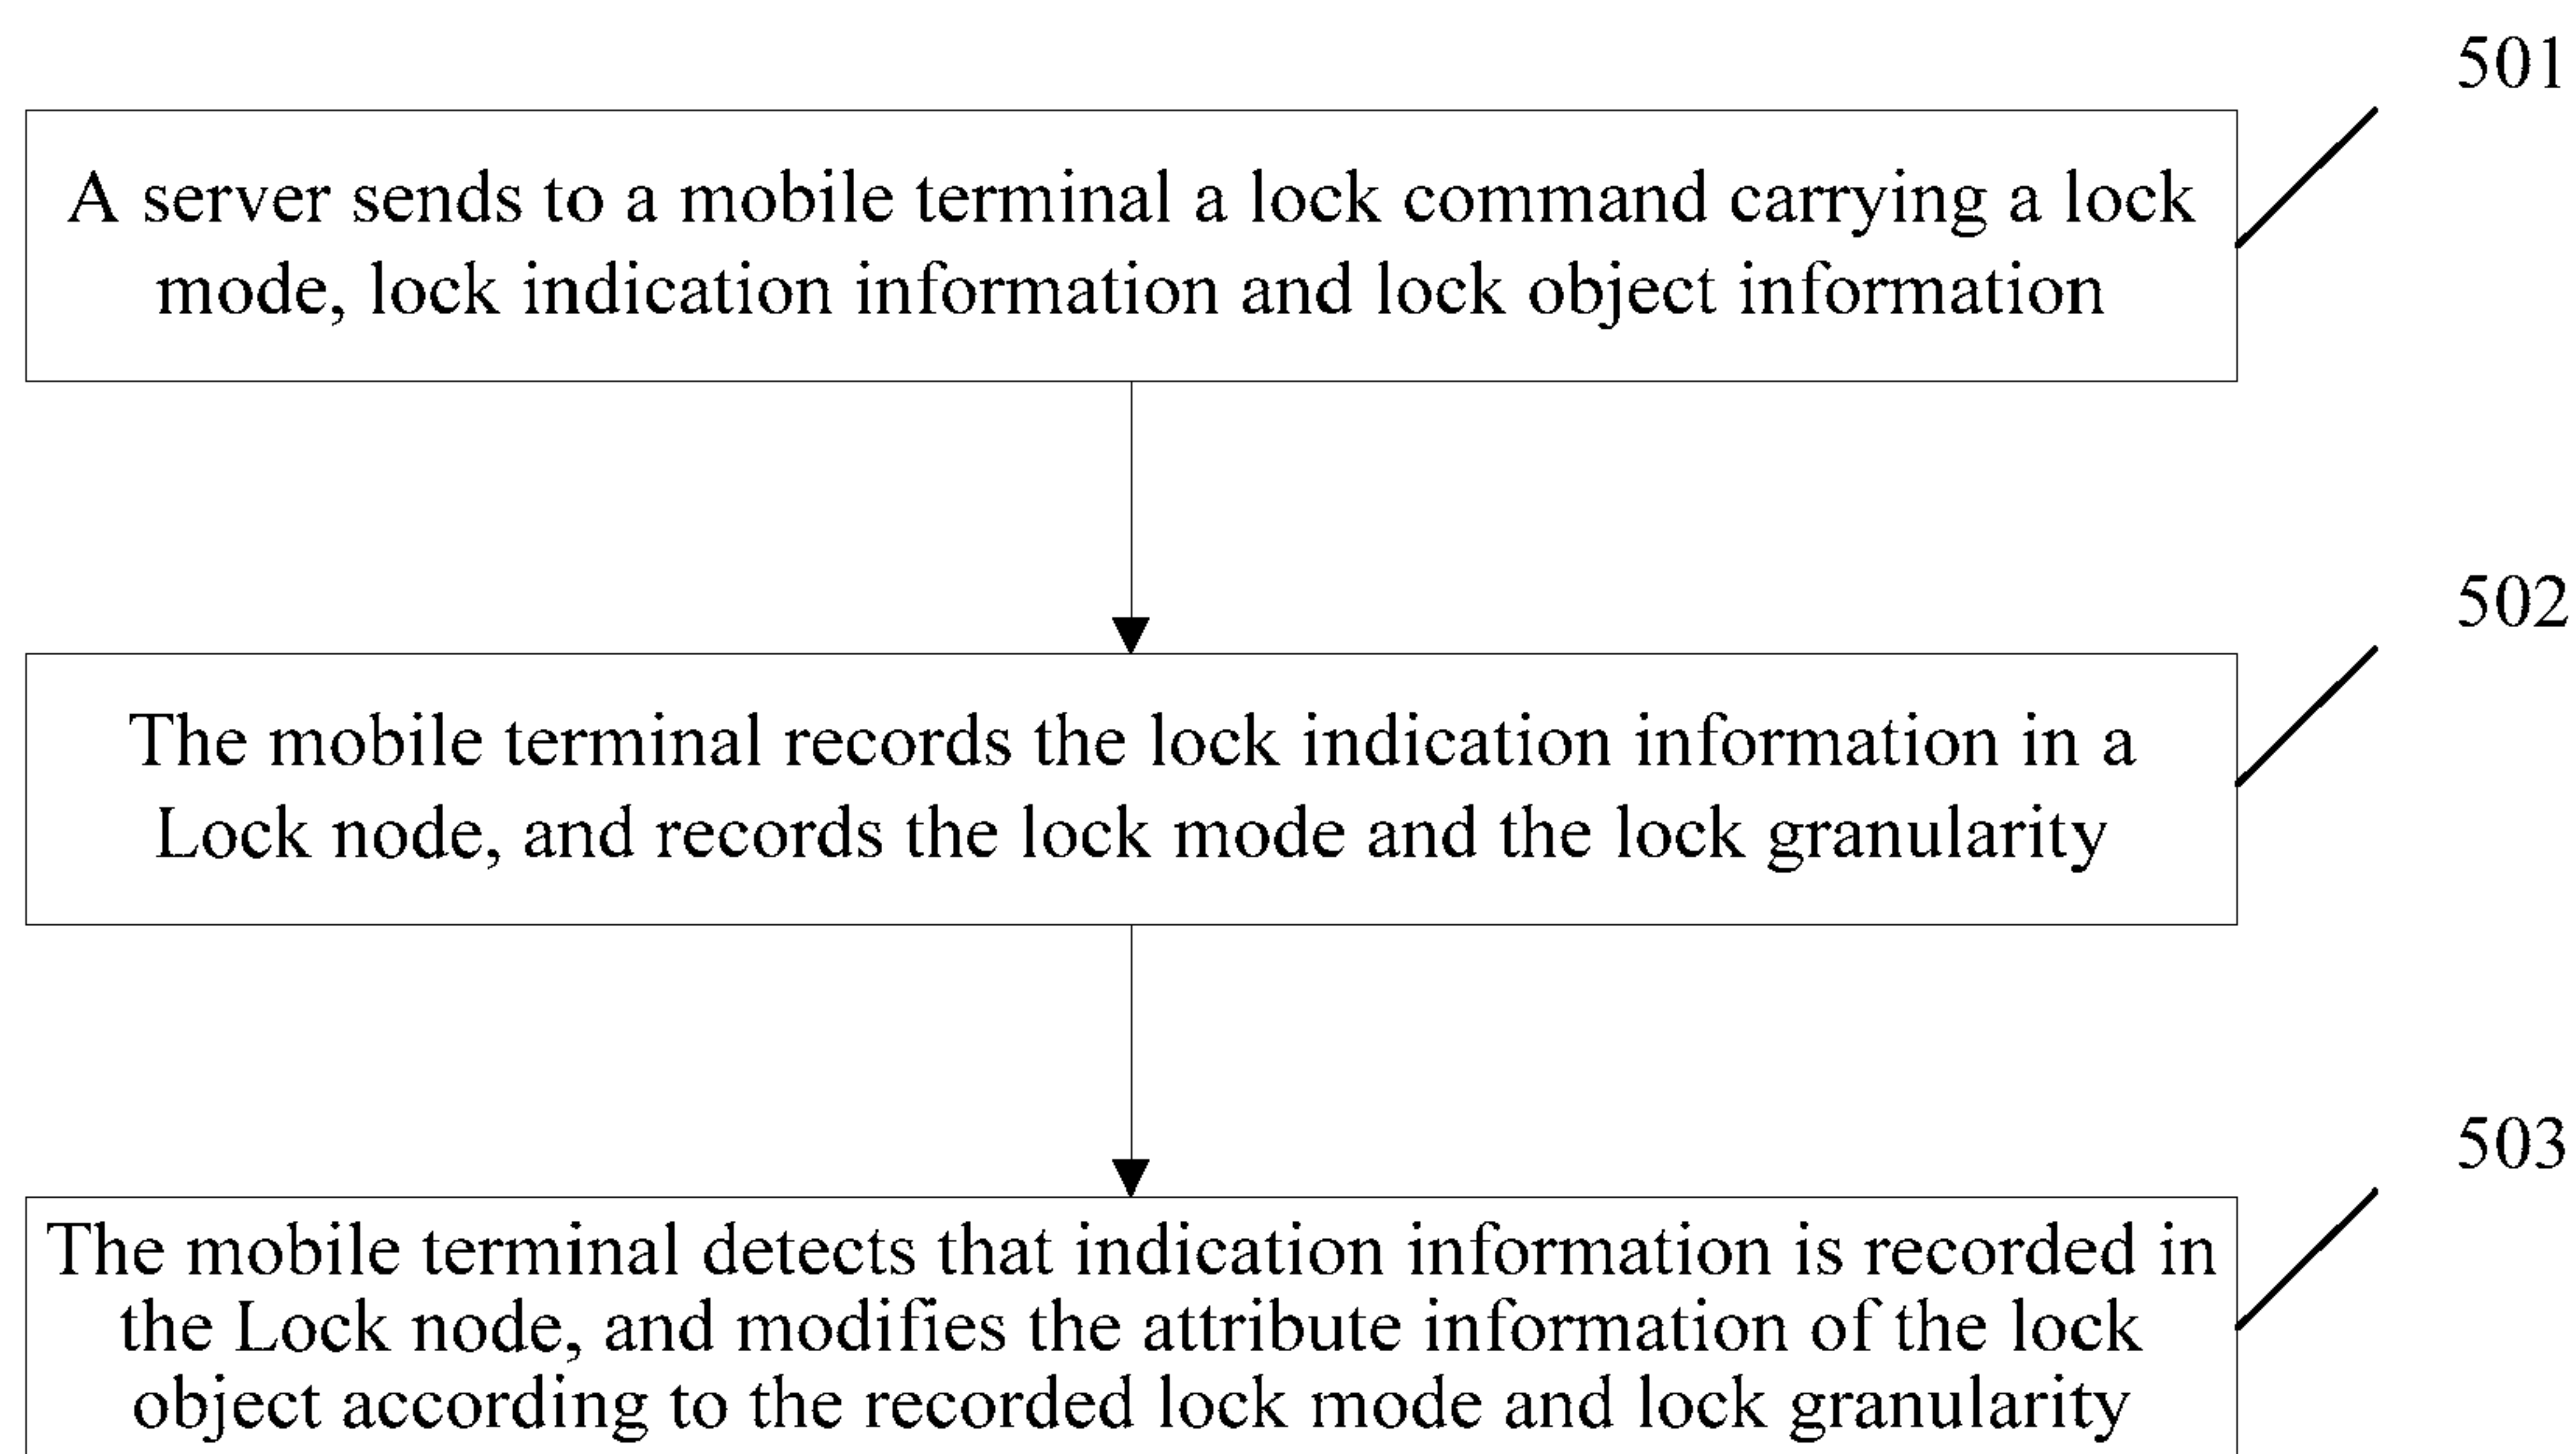 501
A server sends to a mobile terminal a lock command carrying a lock
mode, lock indication information and lock object information
502
The mobile terminal records the lock indication information in a
Lock node, and records the lock mode and the lock granularity
503
The mobile terminal detects that indication information is recorded in
the Lock node, and modifies the attribute information of the lock
object according to the recorded lock mode and lock granularity